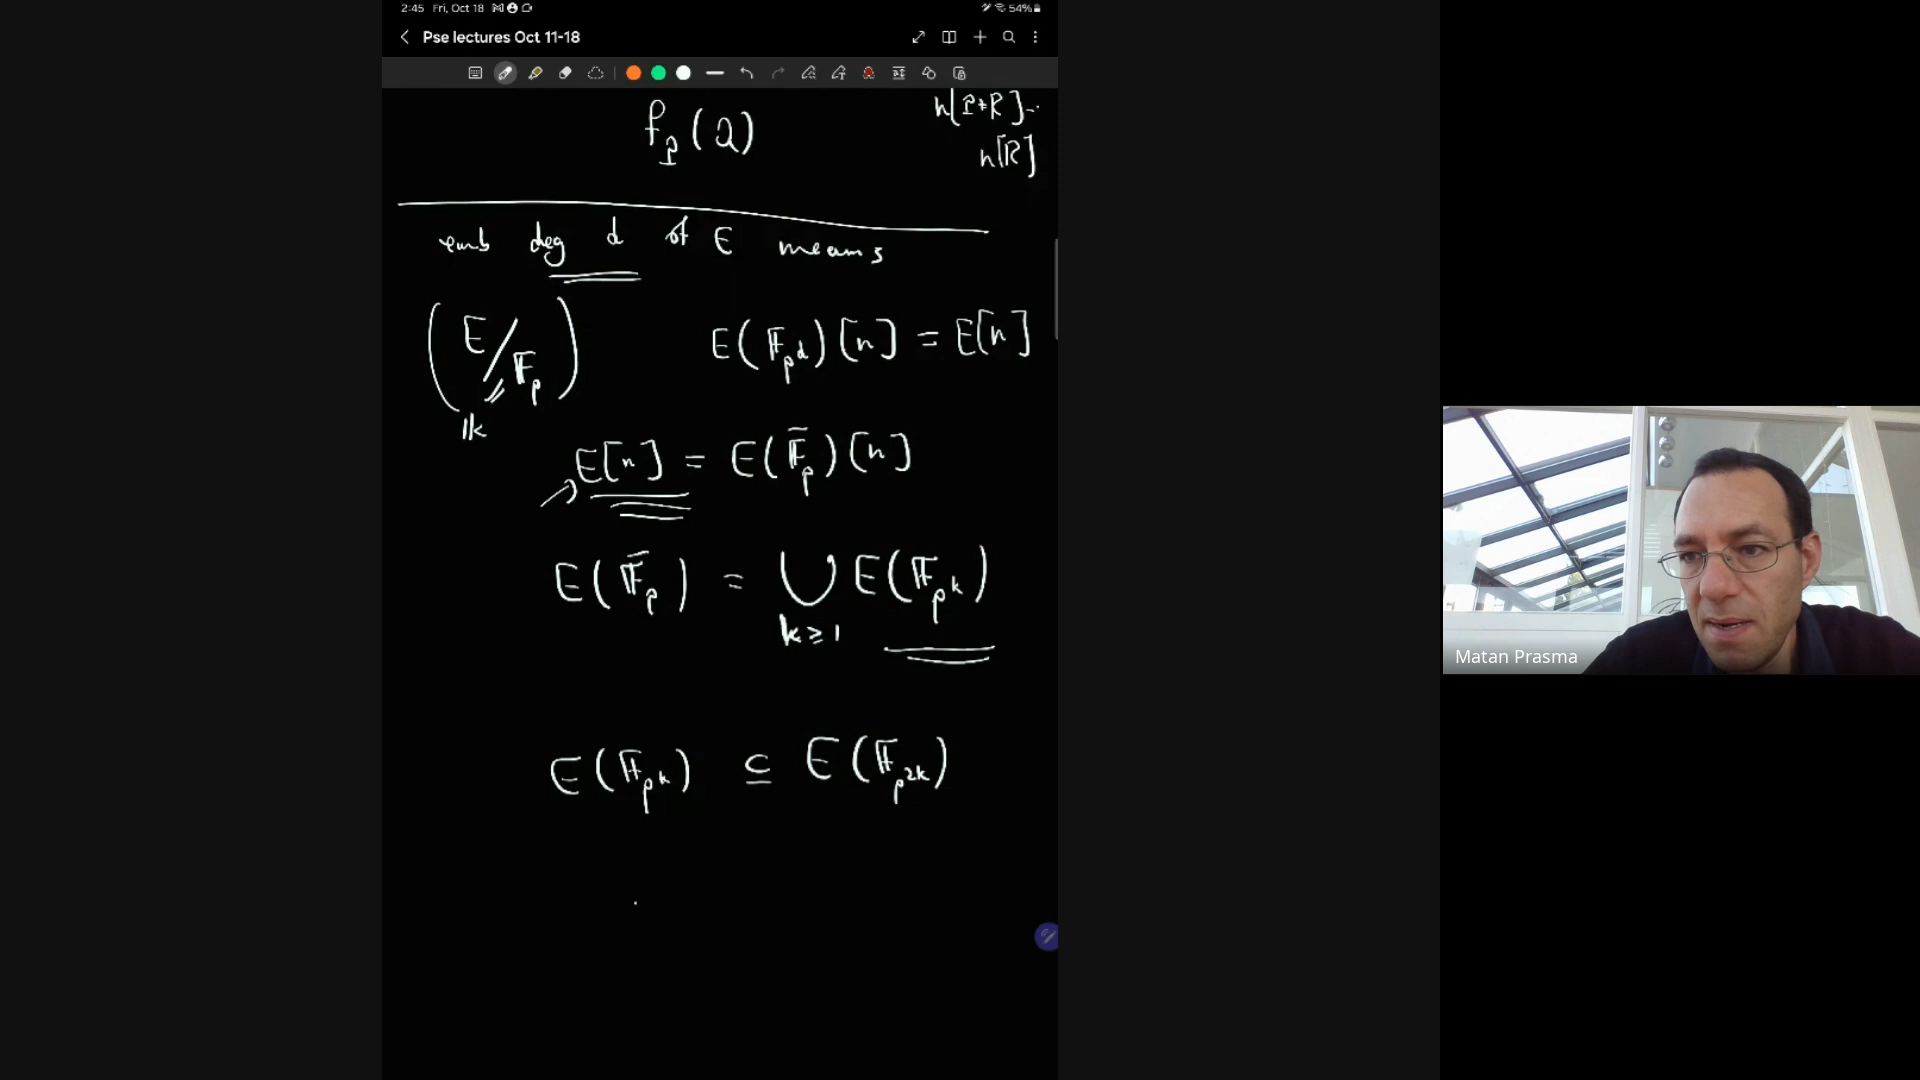 2:45 Fri, Oct 18 54%
Pse lectures Oct 11-18
f_P(Q)
n[P+R]-..
n[R]
emb deg d of E means
(E/F_p)
𝕜
E(𝔽_{p^d})[n] = E[n]
E[n] = E(𝔽̄_p)[n]
E(𝔽̄_p) = ⋃_{k≥1} E(𝔽_{p^k})
E(𝔽_{p^k}) ⊆ E(𝔽_{p^{2k}})
Matan Prasma